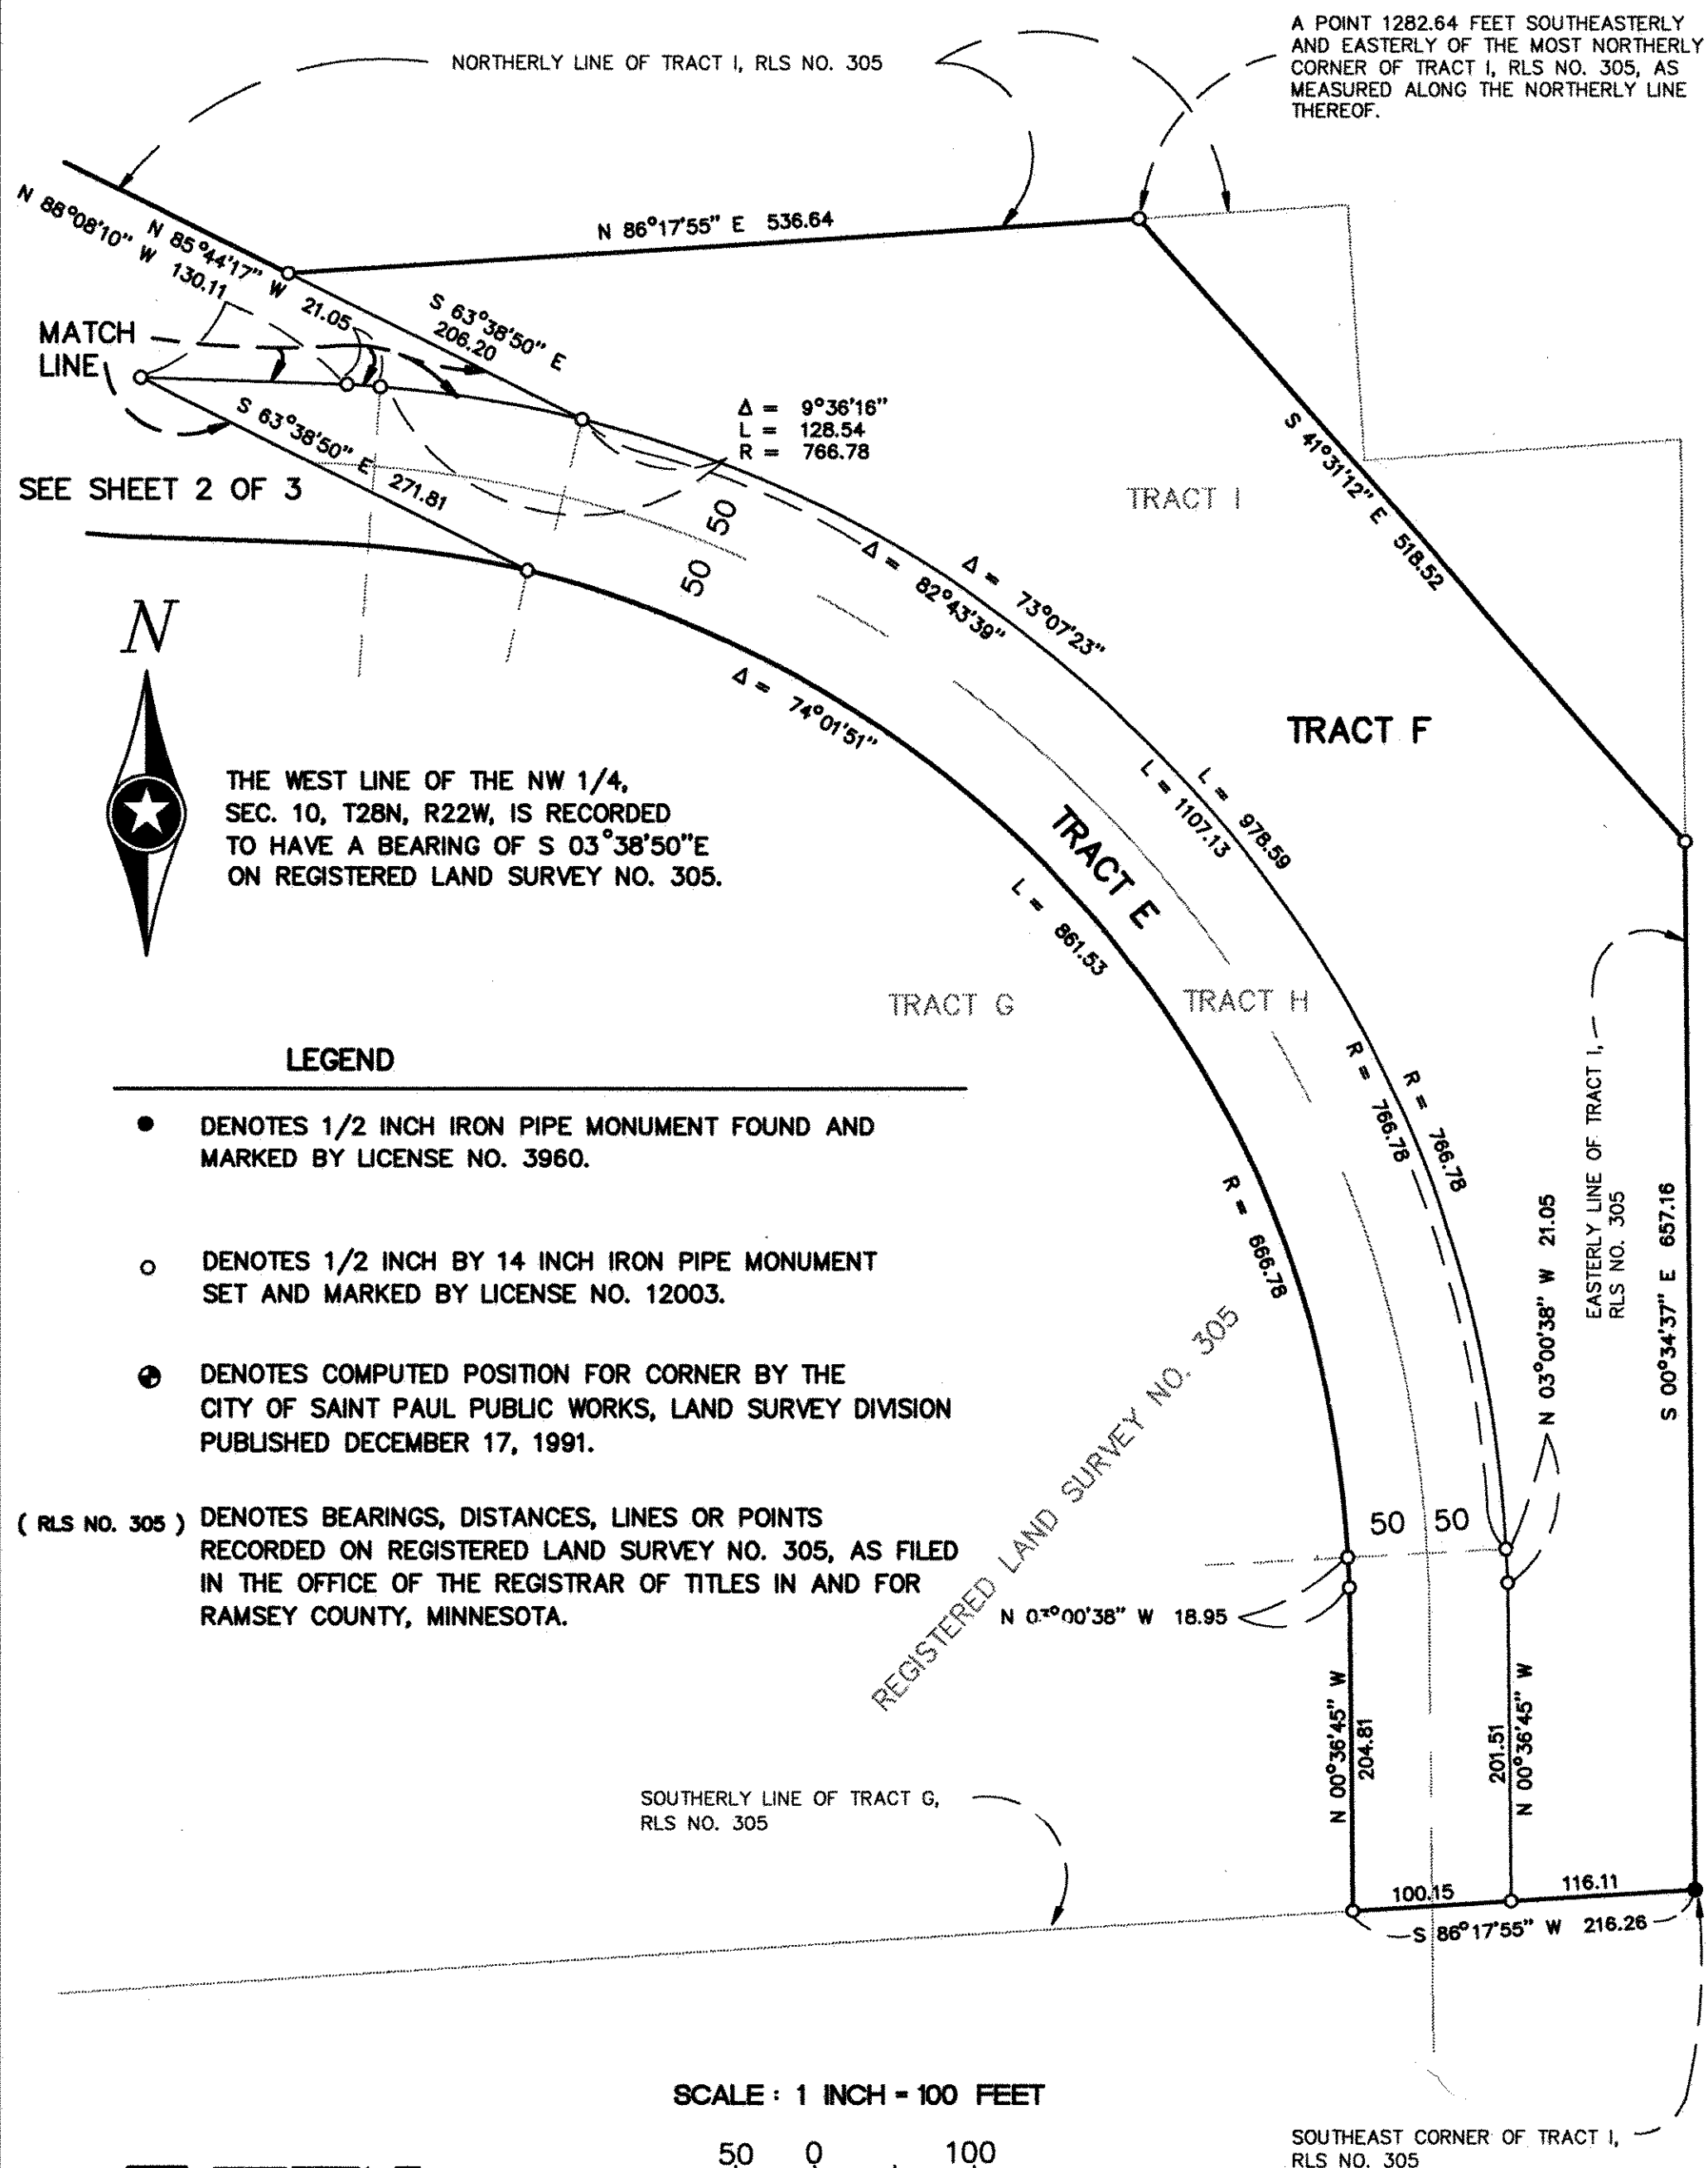 A POINT 1282.64 FEET SOUTHEASTERLY
AND EASTERLY OF THE MOST NORTHERLY
CORNER OF TRACT I, RLS NO. 305, AS
MEASURED ALONG THE NORTHERLY LINE
THEREOF.
NORTHERLY LINE OF TRACT I, RLS NO. 305
N 88°08'10" W 130.11
N 85°44'17" W 21.05
N 86°17'55" E 536.64
S 63°38'50" E
206.20
MATCH
LINE
S 63°38'50" E 271.81
SEE SHEET 2 OF 3
Δ = 9°36'16"
L = 128.54
R = 766.78
S 41°31'12" E 518.52
TRACT I
50
50
Δ = 82°43'39"
Δ = 73°07'23"
Δ = 74°01'51"
N
TRACT F
THE WEST LINE OF THE NW 1/4,
SEC. 10, T28N, R22W, IS RECORDED
TO HAVE A BEARING OF S 03°38'50"E
ON REGISTERED LAND SURVEY NO. 305.
L = 1107.13
L = 978.59
TRACT E
L = 861.53
TRACT G
TRACT H
LEGEND
DENOTES 1/2 INCH IRON PIPE MONUMENT FOUND AND
MARKED BY LICENSE NO. 3960.
DENOTES 1/2 INCH BY 14 INCH IRON PIPE MONUMENT
SET AND MARKED BY LICENSE NO. 12003.
DENOTES COMPUTED POSITION FOR CORNER BY THE
CITY OF SAINT PAUL PUBLIC WORKS, LAND SURVEY DIVISION
PUBLISHED DECEMBER 17, 1991.
( RLS NO. 305 ) DENOTES BEARINGS, DISTANCES, LINES OR POINTS
RECORDED ON REGISTERED LAND SURVEY NO. 305, AS FILED
IN THE OFFICE OF THE REGISTRAR OF TITLES IN AND FOR
RAMSEY COUNTY, MINNESOTA.
R = 766.78
R = 766.78
R = 666.78
EASTERLY LINE OF TRACT I,
RLS NO. 305
S 00°34'37" E 657.16
N 03°00'38" W 21.05
REGISTERED LAND SURVEY NO. 305
50 50
N 03°00'38" W 18.95
N 00°36'45" W
204.81
201.51
N 00°36'45" W
SOUTHERLY LINE OF TRACT G,
RLS NO. 305
100.15
116.11
S 86°17'55" W 216.26
SCALE : 1 INCH = 100 FEET
50 0 100
SOUTHEAST CORNER OF TRACT I,
RLS NO. 305